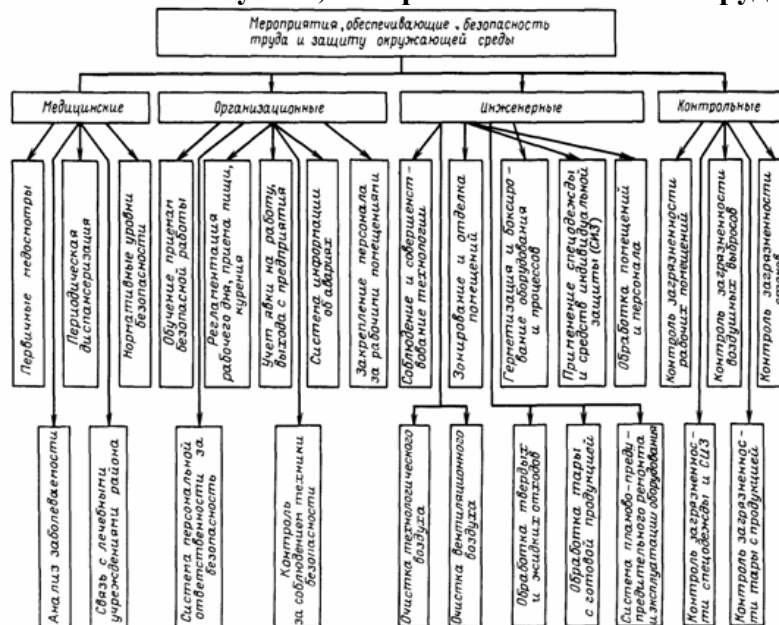 Мероприятия, обеспечивающие безопасность
труда и защиту окружающей среды
Медицинские
Организационные
Инженерные
Контрольные
Первичные медосмотры
Периодическая
диспансеризация
Нормативные уровни
безопасности
Обучение приемам
безопасной работы
Регламентация
рабочего дня, приема пищи,
курения
Учет явки на работу,
выхода с предприятия
Система информации
об авариях
Закрепление персонала
за рабочими помещениями
Соблюдение и совершенст-
вование технологии
Зонирование и отделка
помещений
Герметизация и боксиро-
вание оборудования
и процессов
Применение спецодежды
и средств индивидуальной
защиты (СИЗ)
Обработка помещений
и персонала
Контроль загрязненности
рабочих помещений
Контроль загрязненности
воздушных выбросов
Контроль загрязненности
Анализ заболеваемости
Связь с лечебными
учреждениями района
Система персональной
ответственности за
безопасность
Контроль
за соблюдением техники
безопасности
Очистка технологического
воздуха
Очистка вентиляционного
воздуха
Обработка твердых
и жидких отходов
Обработка тары
с готовой продукцией
Система планово-преду-
предительного ремонта
и эксплуатации оборудования
Контроль загрязненнос-
ти спецодежды и СИЗ
Контроль загрязненнос-
ти тары с продукцией